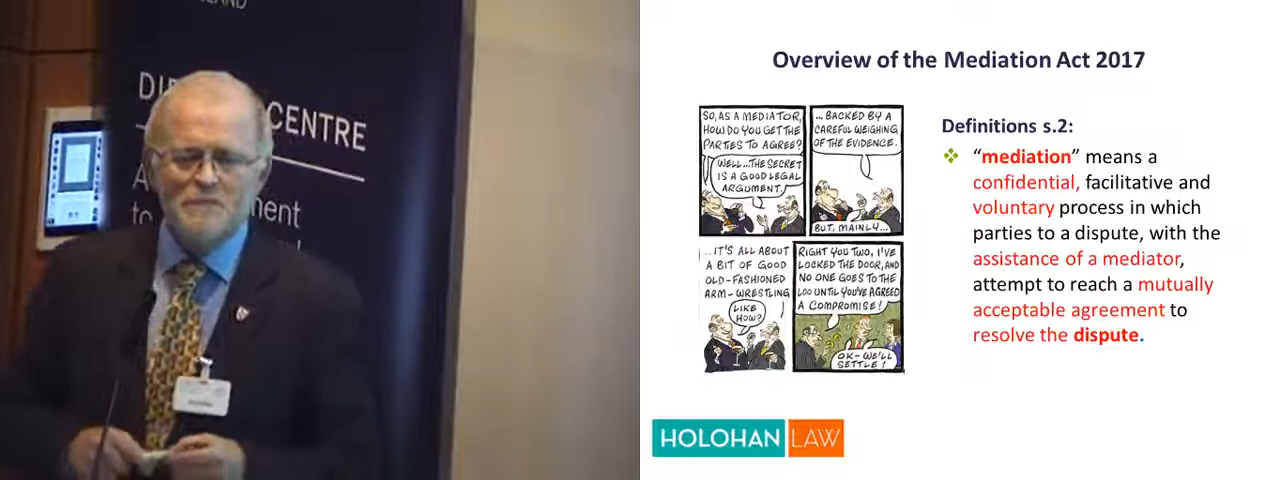 CENTRE
Overview of the Mediation Act 2017
SO, AS A MEDIATOR,
HOW DO YOU GET THE
PARTIES TO AGREE?
WELL...THE SECRET
IS A GOOD LEGAL
ARGUMENT.
...BACKED BY A
CAREFUL WEIGHING
OF THE EVIDENCE.
BUT, MAINLY...
...IT'S ALL ABOUT
A BIT OF GOOD
OLD-FASHIONED
ARM-WRESTLING
LIKE
HOW?
RIGHT YOU TWO, I'VE
LOCKED THE DOOR, AND
NO ONE GOES TO THE
LOO UNTIL YOU'VE AGREED
A COMPROMISE!
OK-WE'LL
SETTLE!
Definitions s.2:
"mediation" means a
confidential, facilitative and
voluntary process in which
parties to a dispute, with the
assistance of a mediator,
attempt to reach a mutually
acceptable agreement to
resolve the dispute.
HOLOHAN LAW